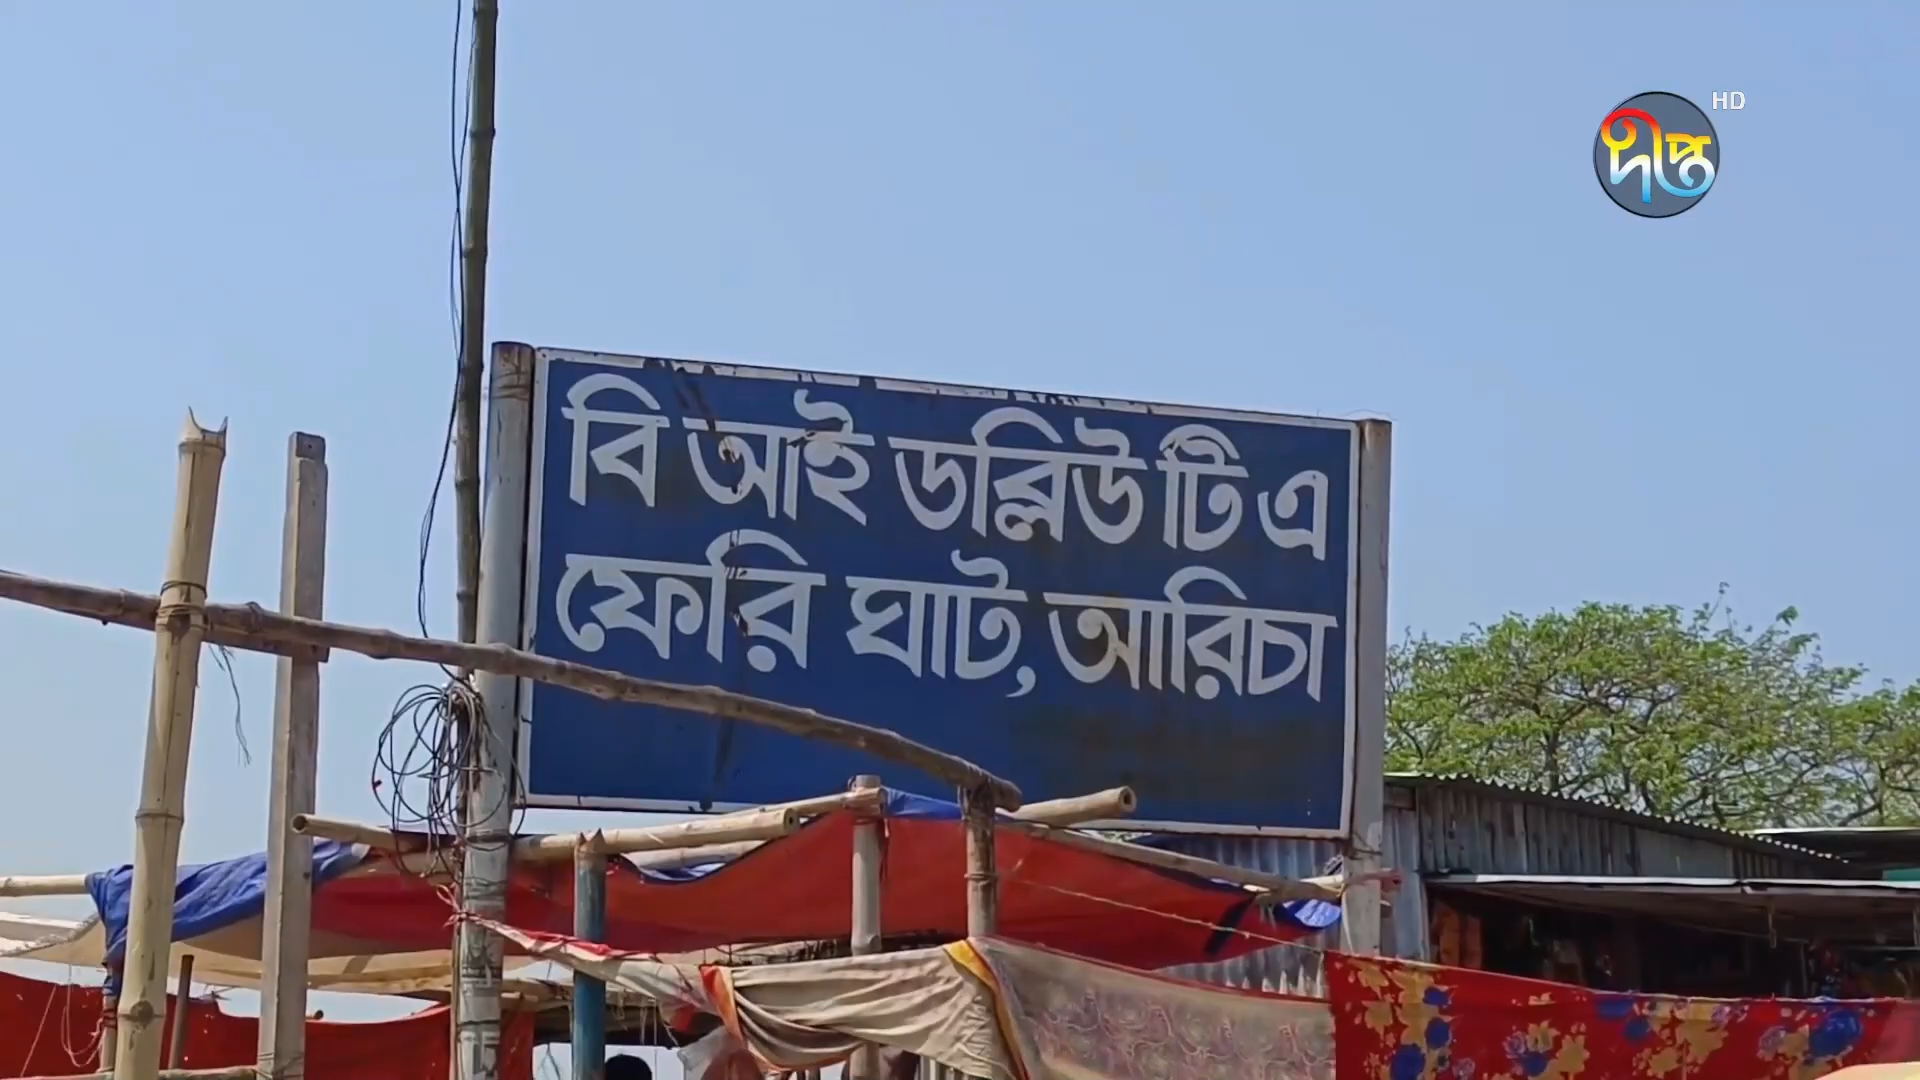 দীপ্ত HD
বি আই ডব্লিউ টি এ
ফেরি ঘাট, আরিচা